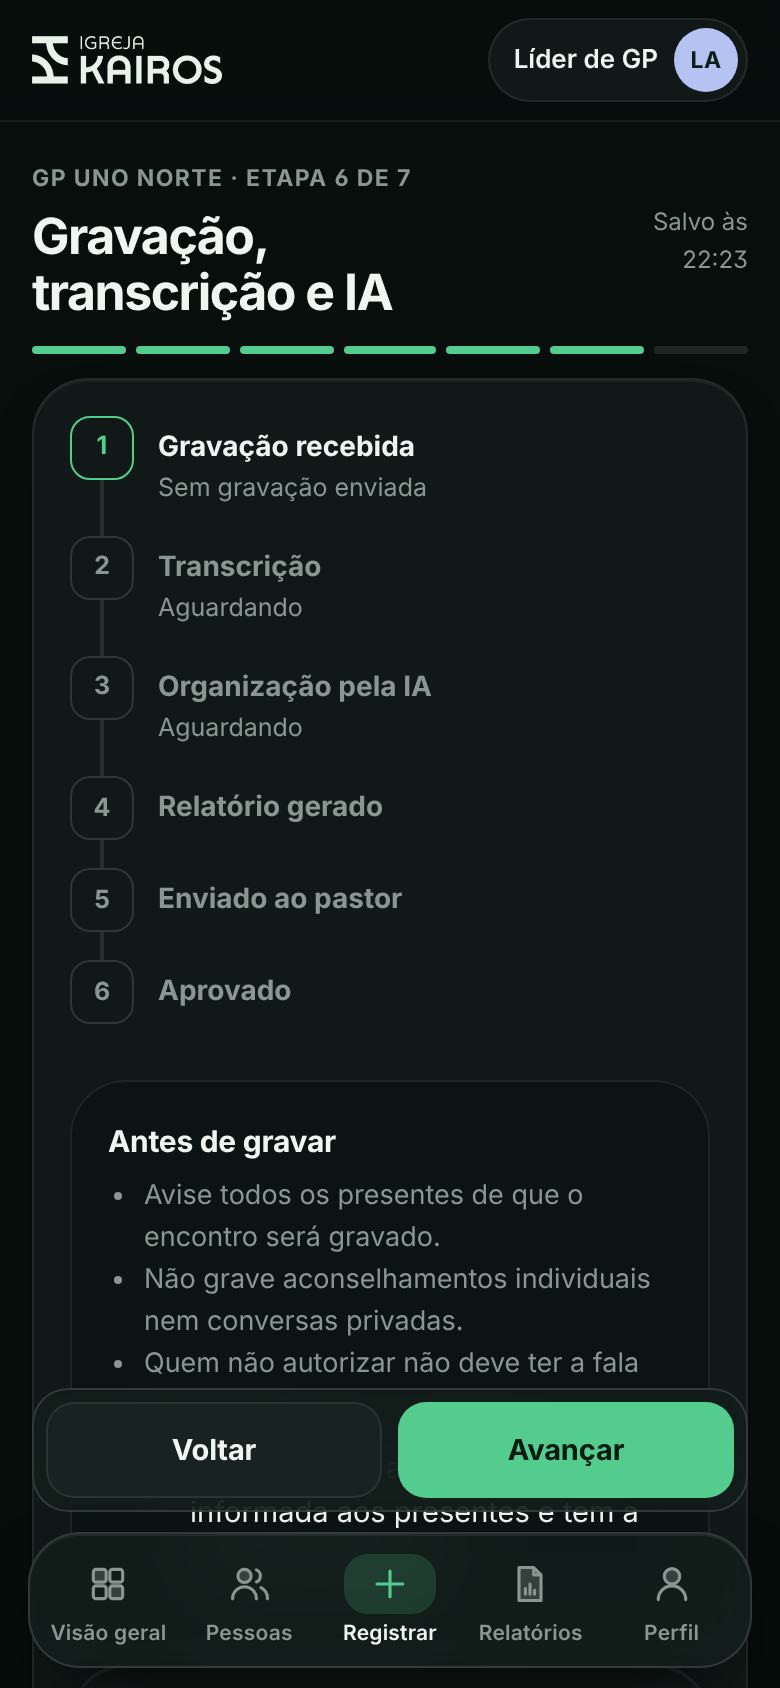 IGREJA
KAIROS
Líder de GP
LA
GP UNO NORTE · ETAPA 6 DE 7
Gravação,
transcrição e IA
Salvo às
22:23
1
Gravação recebida
Sem gravação enviada
2
Transcrição
Aguardando
3
Organização pela IA
Aguardando
4
Relatório gerado
5
Enviado ao pastor
6
Aprovado
Antes de gravar
• Avise todos os presentes de que o
encontro será gravado.
• Não grave aconselhamentos individuais
nem conversas privadas.
• Quem não autorizar não deve ter a fala
Voltar
Avançar
informada aos presentes e tem a
Visão geral
Pessoas
Registrar
Relatórios
Perfil